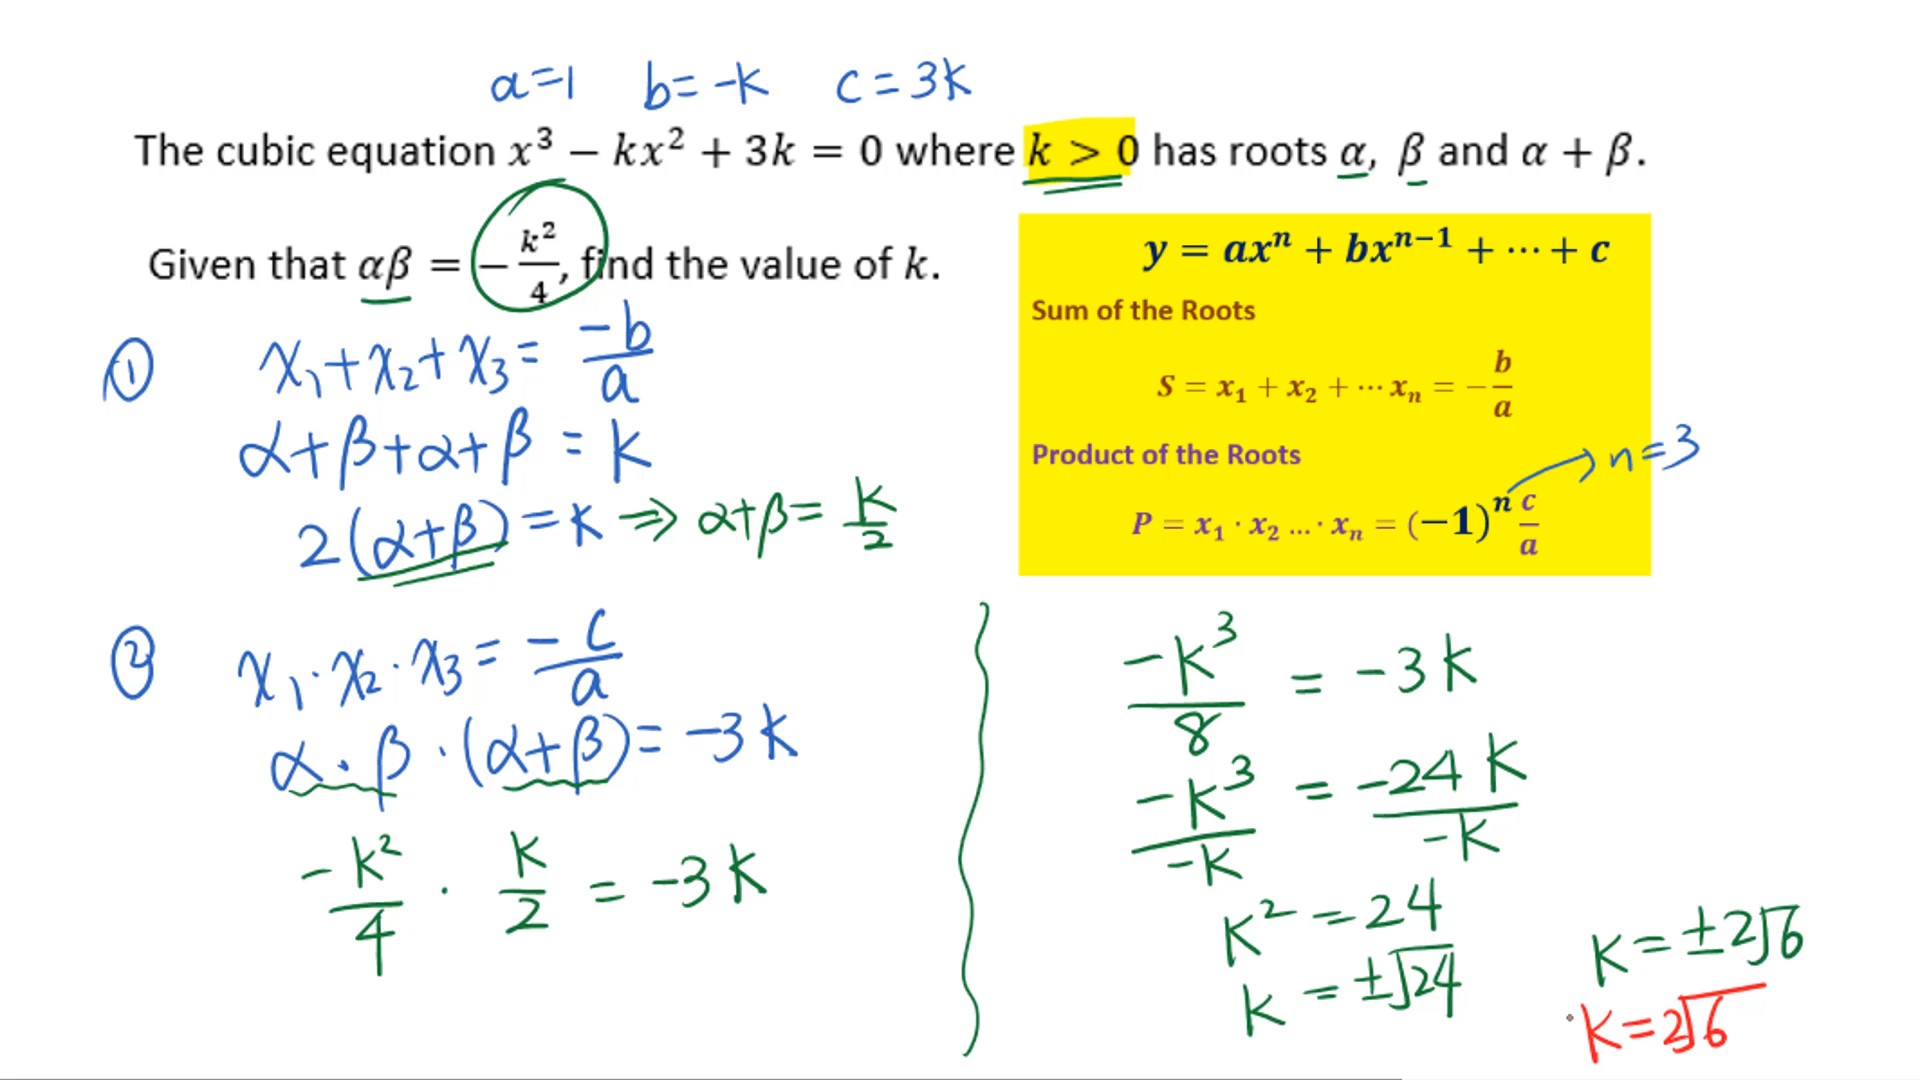 a=1 b=-k c=3k
The cubic equation x³ − kx² + 3k = 0 where k > 0 has roots α, β and α + β.
Given that αβ = −k²/4, find the value of k.
① x₁+x₂+x₃ = -b/a
α+β+α+β = k
2(α+β) = k ⇒ α+β = k/2
② x₁·x₂·x₃ = -c/a
α·β·(α+β) = -3k
-k²/4 · k/2 = -3k
y = axⁿ + bxⁿ⁻¹ + ⋯ + c
Sum of the Roots
S = x₁ + x₂ + ⋯ xₙ = −b/a
Product of the Roots
n=3
P = x₁ · x₂ … · xₙ = (−1)ⁿ c/a
-k³/8 = -3k
-k³/-k = -24k/-k
k² = 24
k = ±√24
k = ±2√6
k = 2√6